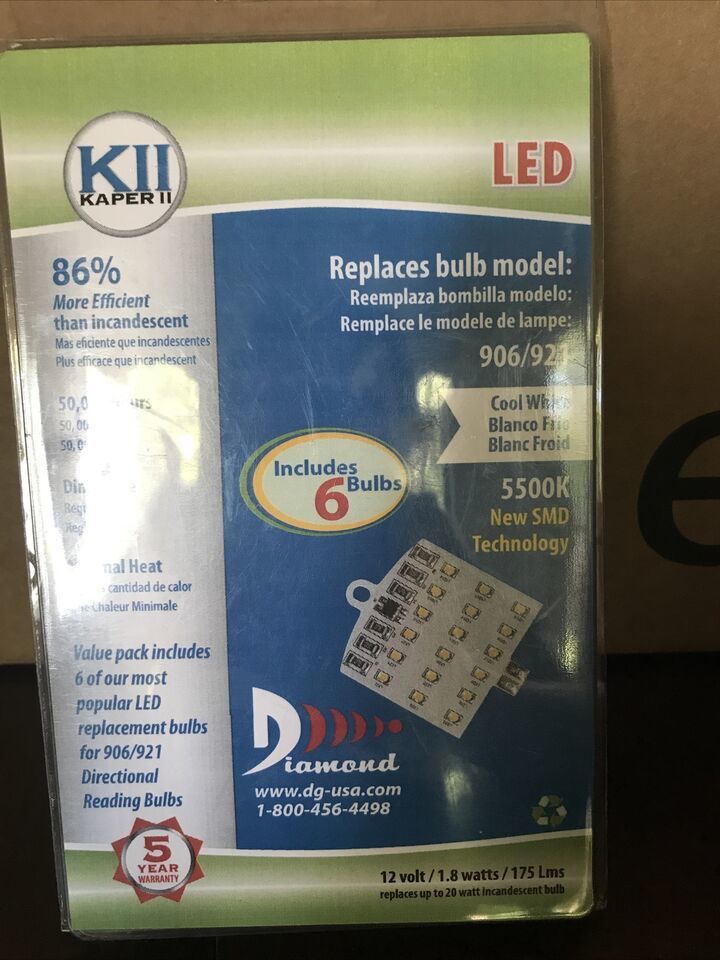 KII
KAPER II
LED
86%
More Efficient
than incandescent
Mas eficiente que incandescentes
Plus efficace que incandescent
Replaces bulb model:
Reemplaza bombilla modelo:
Remplace le modele de lampe:
906/921
Cool White
Blanco Frio
Blanc Froid
5500K
New SMD
Technology
Includes
6 Bulbs
Heat
cantidad de calor
Chaleur Minimale
Value pack includes
6 of our most
popular LED
replacement bulbs
for 906/921
Directional
Reading Bulbs
Diamond
www.dg-usa.com
1-800-456-4498
5
YEAR
WARRANTY
12 volt / 1.8 watts / 175 Lms
replaces up to 20 watt incandescent bulb